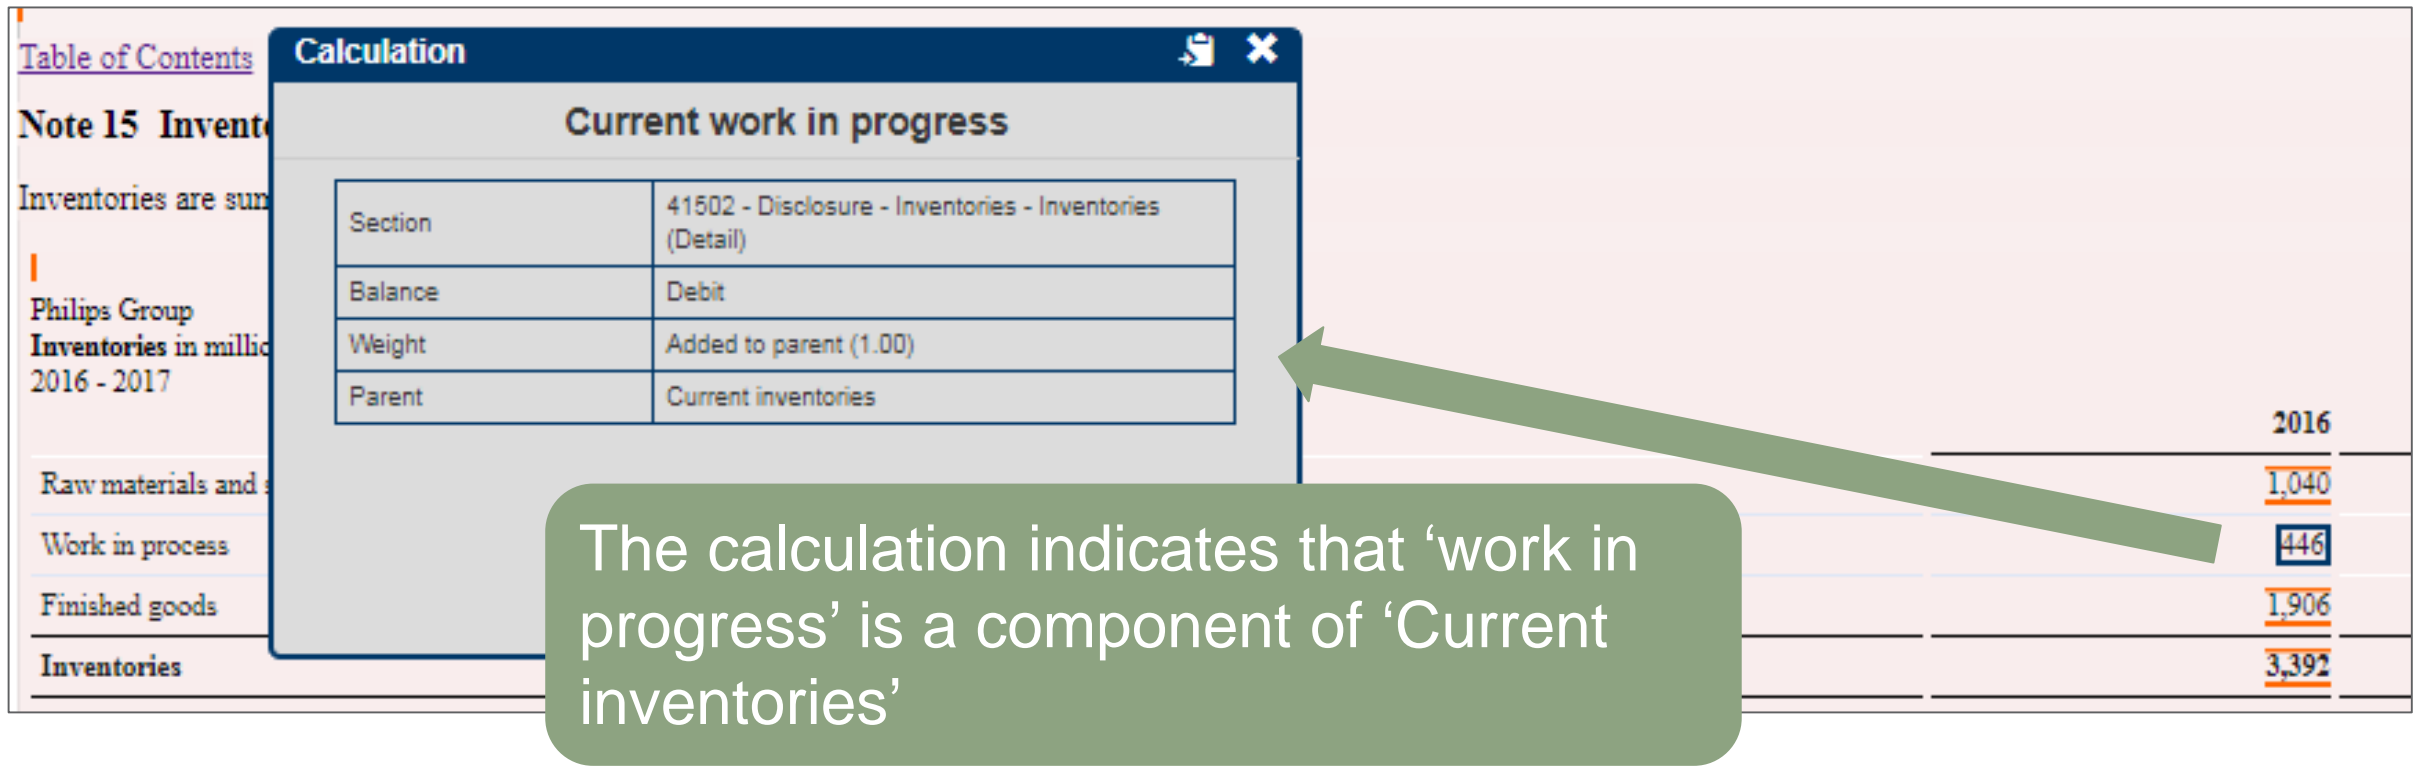 Table of Contents
Calculation
Note 15 Invento
Current work in progress
Inventories are sum
Section
41502 - Disclosure - Inventories - Inventories
(Detail)
Balance
Debit
Weight
Added to parent (1.00)
Parent
Current inventories
Philips Group
Inventories in millio
2016 - 2017
2016
Raw materials and s
1,040
Work in process
446
Finished goods
1,906
Inventories
3,392
The calculation indicates that ‘work in
progress’ is a component of ‘Current
inventories’